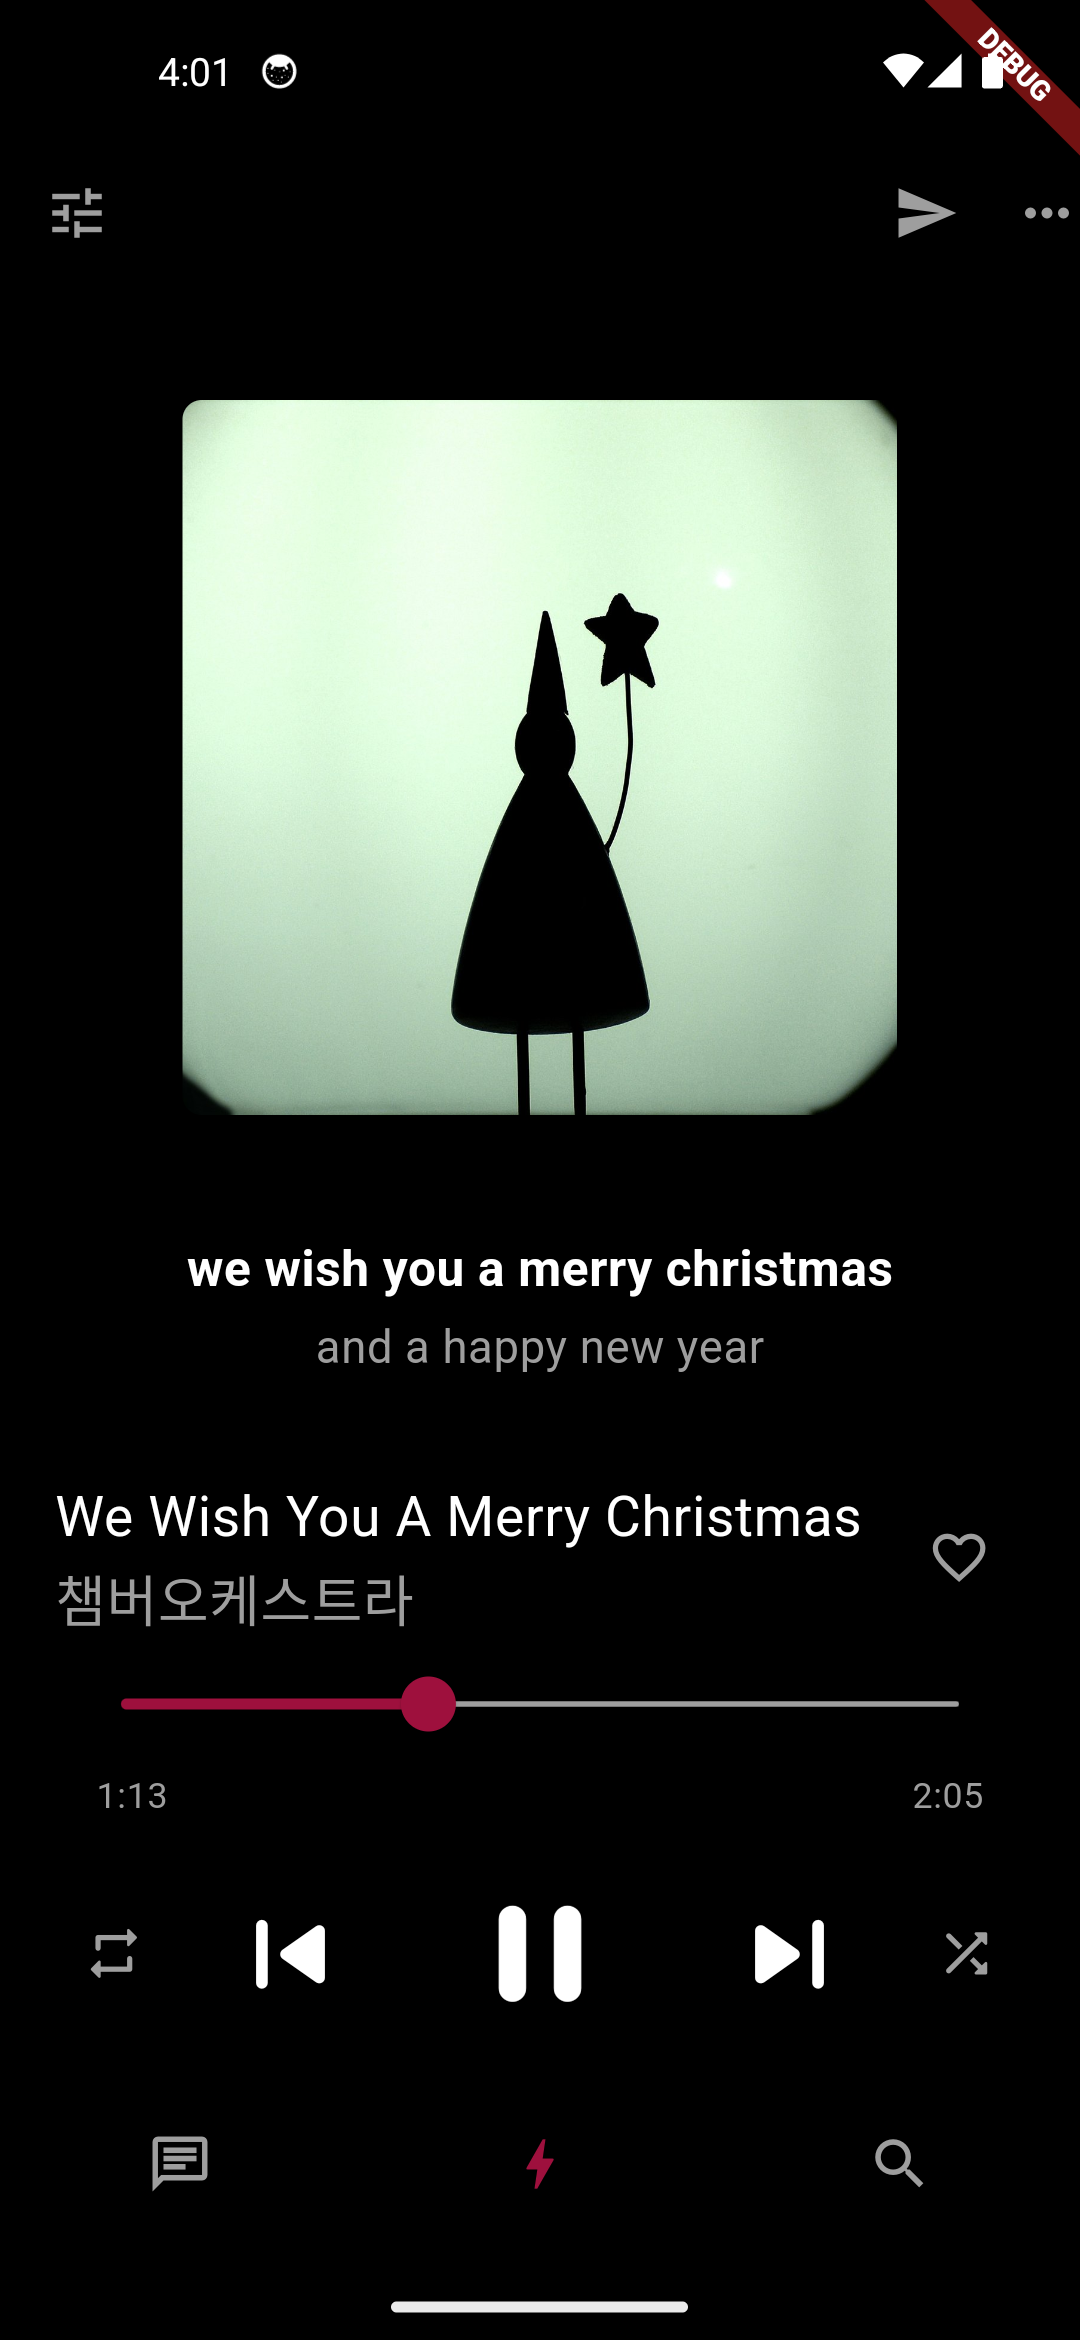 4:01
DEBUG
we wish you a merry christmas
and a happy new year
We Wish You A Merry Christmas
챔버오케스트라
1:13
2:05